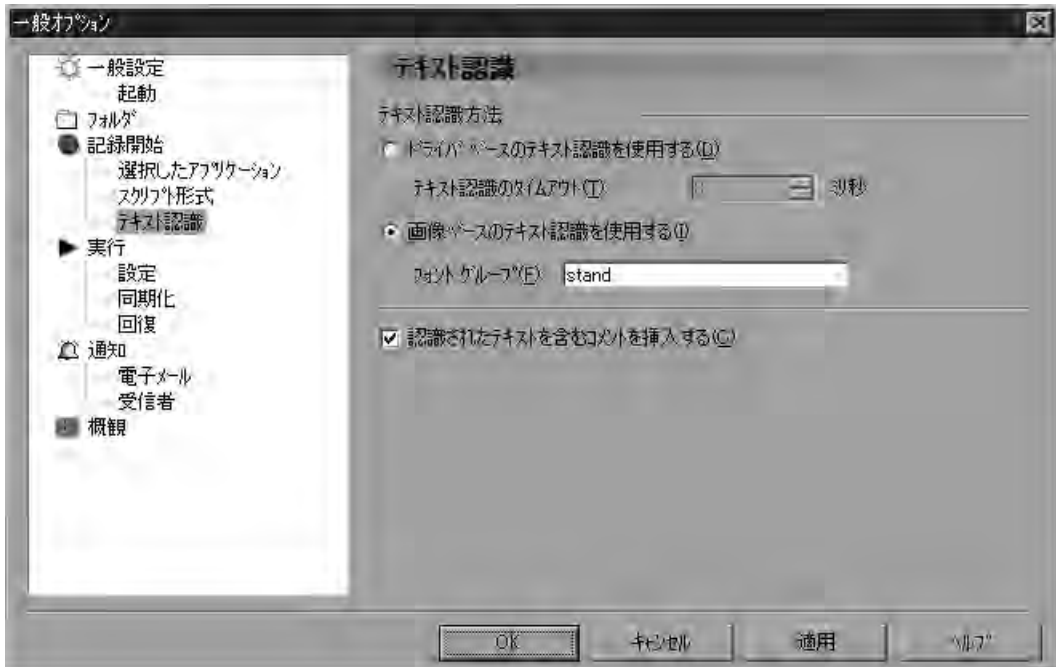 一般オプション
一般設定
起動
フォルダ
記録開始
選択したアプリケーション
スクリプト形式
テキスト認識
実行
設定
同期化
回復
通知
電子メール
受信者
概観
テキスト認識
テキスト認識方法
ドライバ ベースのテキスト認識を使用する(D)
テキスト認識のタイムアウト(T)
ミリ秒
画像ベースのテキスト認識を使用する(I)
フォント グループ(F) stand
認識されたテキストを含むコメントを挿入する(C)
OK キャンセル 適用 ヘルプ